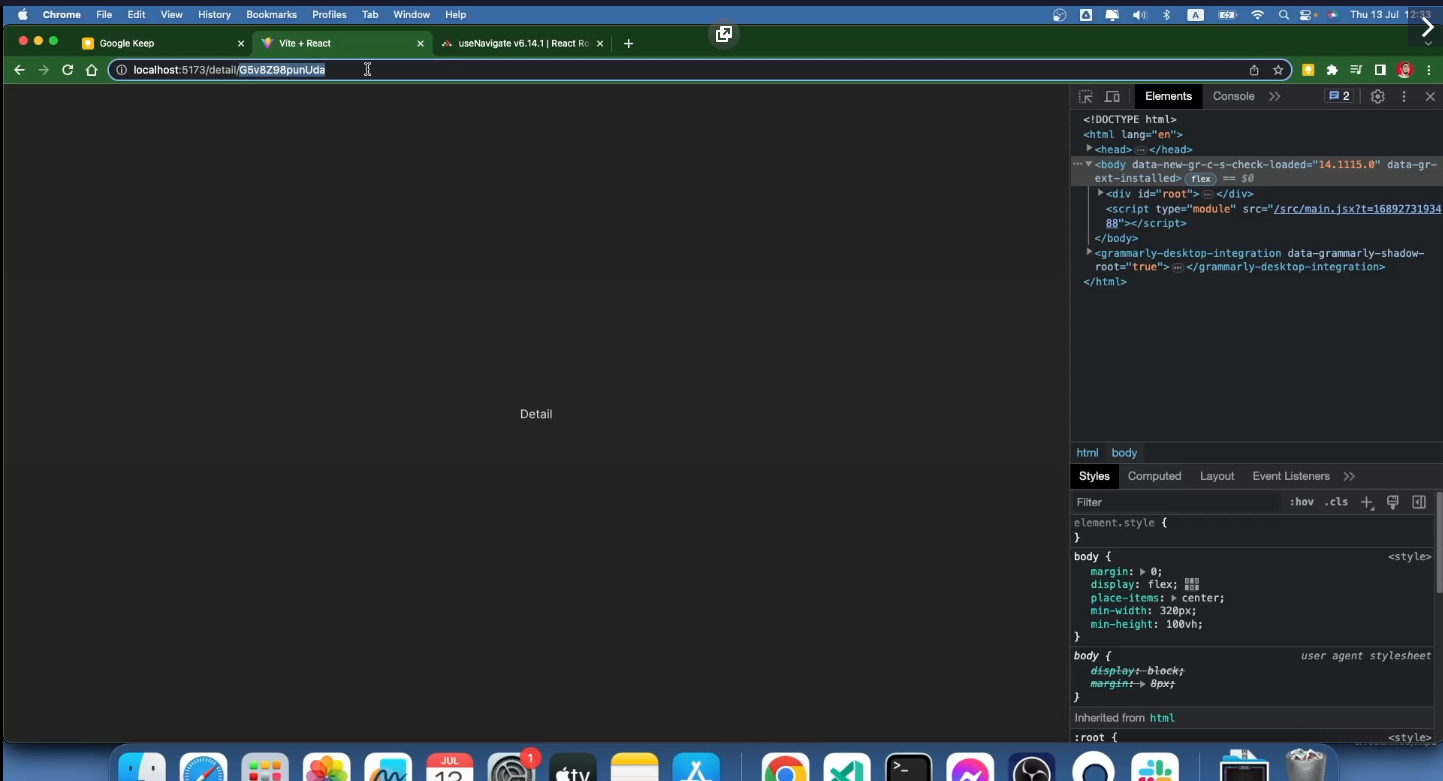 Chrome File Edit View History Bookmarks Profiles Tab Window Help A Thu 13 Jul 12:33
Google Keep Vite + React useNavigate v6.14.1 | React Ro
localhost:5173/detail/G5v8Z98punUda
Elements Console 2
<!DOCTYPE html>
<html lang="en">
<head> … </head>
<body data-new-gr-c-s-check-loaded="14.1115.0" data-gr-
ext-installed> flex == $0
<div id="root"> … </div>
<script type="module" src="/src/main.jsx?t=16892731934
88"></script>
</body>
<grammarly-desktop-integration data-grammarly-shadow-
root="true"> … </grammarly-desktop-integration>
</html>
Detail
html body
Styles Computed Layout Event Listeners
Filter :hov .cls
element.style {
}
body { <style>
margin: 0;
display: flex;
place-items: center;
min-width: 320px;
min-height: 100vh;
}
body { user agent stylesheet
display: block;
margin: 8px;
}
Inherited from html
:root { <style>
JUL 1
tv